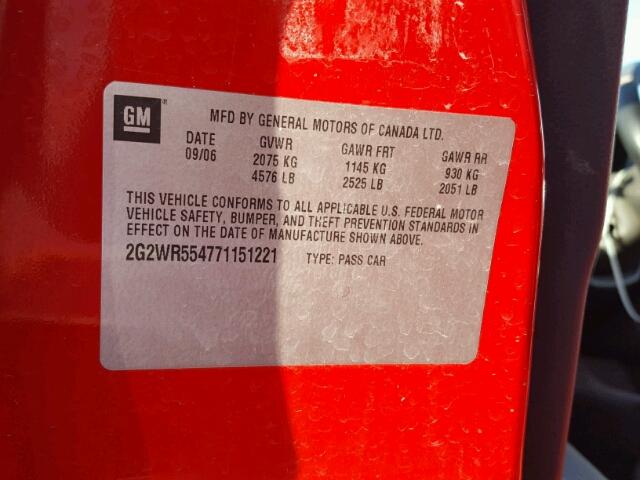 GM®
MFD BY GENERAL MOTORS OF CANADA LTD.
DATE GVWR GAWR FRT GAWR RR
09/06 2075 KG 1145 KG 930 KG
4576 LB 2525 LB 2051 LB
THIS VEHICLE CONFORMS TO ALL APPLICABLE U.S. FEDERAL MOTOR
VEHICLE SAFETY, BUMPER, AND THEFT PREVENTION STANDARDS IN
EFFECT ON THE DATE OF MANUFACTURE SHOWN ABOVE.
2G2WR554771151221 TYPE: PASS CAR